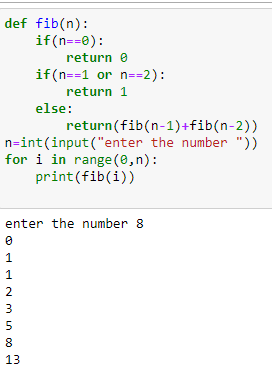 def fib(n):
    if(n==0):
        return 0
    if(n==1 or n==2):
        return 1
    else:
        return(fib(n-1)+fib(n-2))
n=int(input("enter the number "))
for i in range(0,n):
    print(fib(i))
enter the number 8
0
1
1
2
3
5
8
13